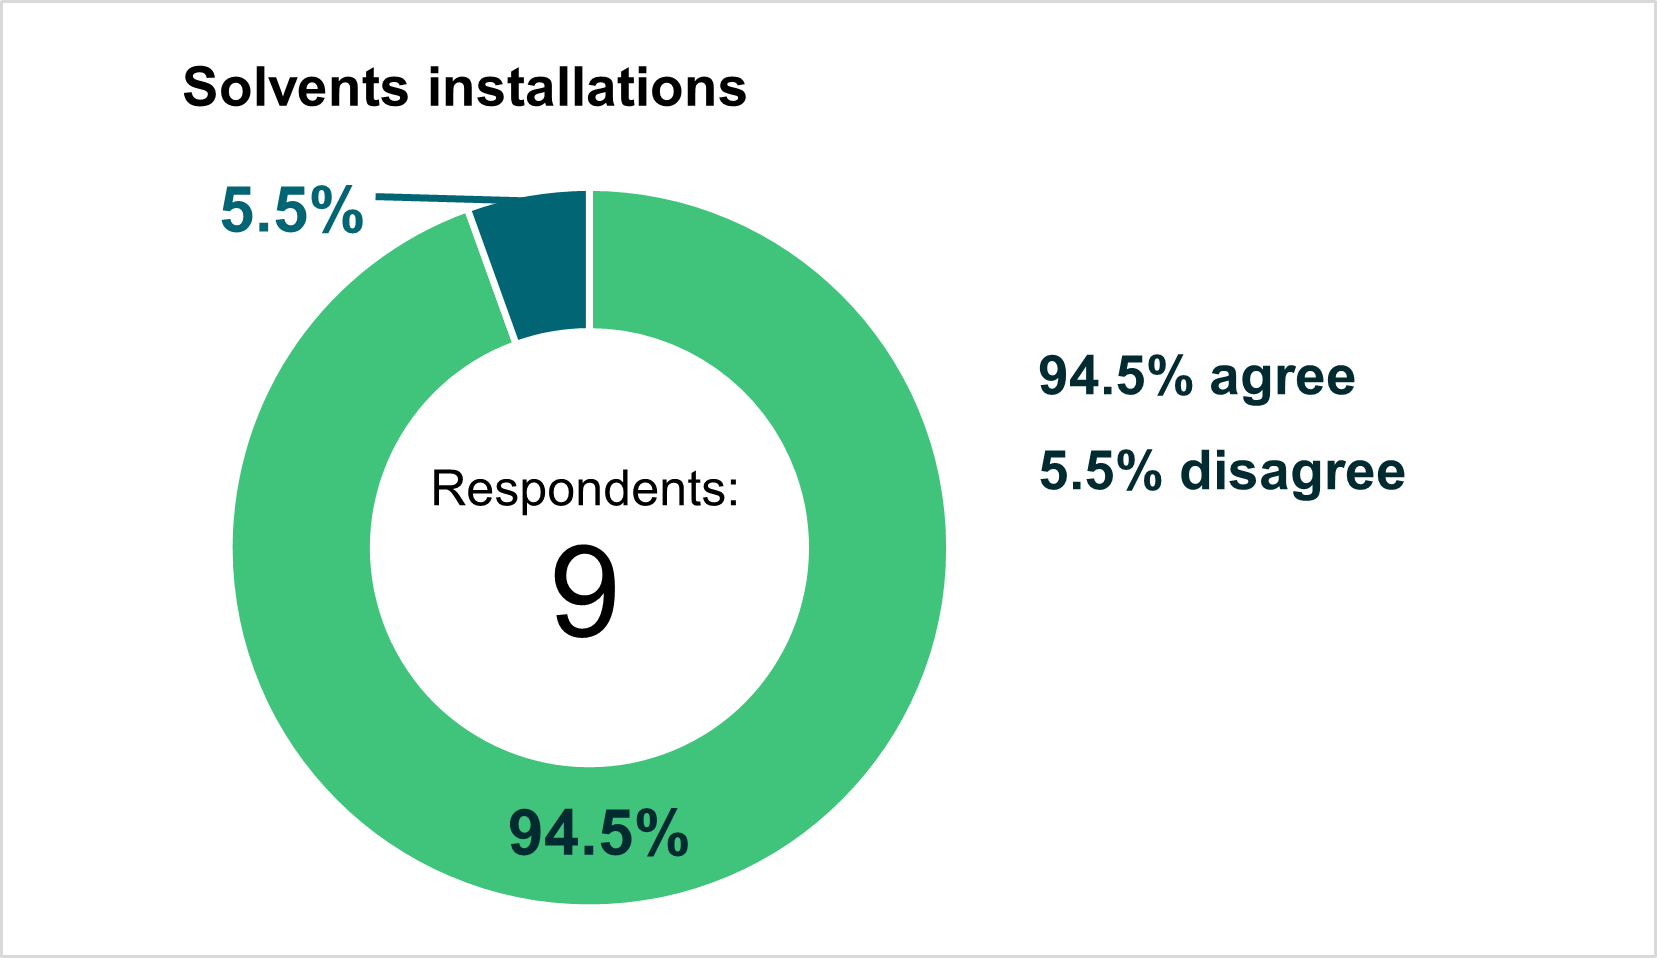 Solvents installations
5.5%
94.5% agree
5.5% disagree
Respondents:
9
94.5%